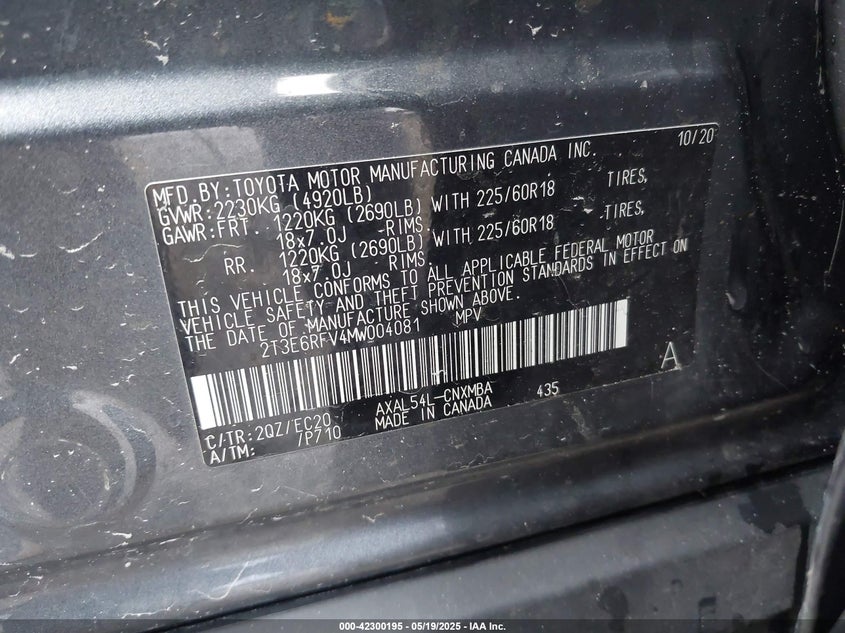 10/20
MFD.BY:TOYOTA MOTOR MANUFACTURING CANADA INC.
GVWR:2230KG (4920LB)
GAWR:FRT. 1220KG (2690LB) WITH 225/60R18 TIRES,
18x7.0J RIMS.
RR. 1220KG (2690LB) WITH 225/60R18 TIRES,
18x7.0J RIMS.
THIS VEHICLE CONFORMS TO ALL APPLICABLE FEDERAL MOTOR
VEHICLE SAFETY AND THEFT PREVENTION STANDARDS IN EFFECT ON
THE DATE OF MANUFACTURE SHOWN ABOVE.
2T3E6RFV4MW004081 MPV
A
C/TR:2QZ/EC20 AXAL54L-CNXMBA 435
A/TM: /P710 MADE IN CANADA
000-42300195 - 05/19/2025 - IAA Inc.